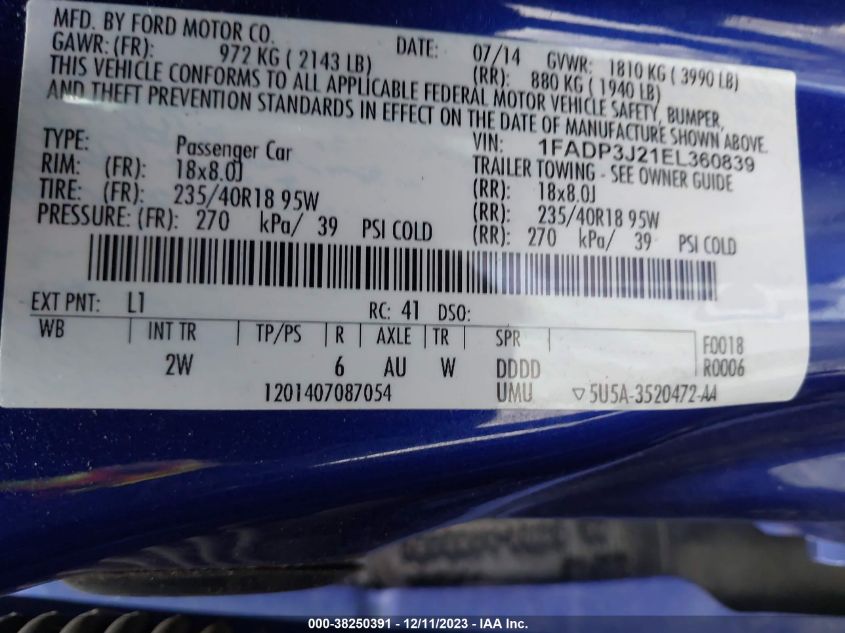 MFD. BY FORD MOTOR CO.
DATE: 07/14 GVWR: 1810 KG ( 3990 LB)
GAWR: (FR): 972 KG ( 2143 LB) (RR): 880 KG ( 1940 LB)
THIS VEHICLE CONFORMS TO ALL APPLICABLE FEDERAL MOTOR VEHICLE SAFETY, BUMPER,
AND THEFT PREVENTION STANDARDS IN EFFECT ON THE DATE OF MANUFACTURE SHOWN ABOVE.
VIN: 1FADP3J21EL360839
TYPE: Passenger Car TRAILER TOWING - SEE OWNER GUIDE
RIM: (FR): 18x8.0J (RR): 18x8.0J
TIRE: (FR): 235/40R18 95W (RR): 235/40R18 95W
PRESSURE: (FR): 270 kPa/ 39 PSI COLD (RR): 270 kPa/ 39 PSI COLD
EXT PNT: L1 RC: 41 DSO:
WB INT TR TP/PS R AXLE TR SPR F0018
2W 6 AU W DDDD R0006
1201407087054 UMU ▽ 5U5A-3520472-AA
000-38250391 - 12/11/2023 - IAA Inc.